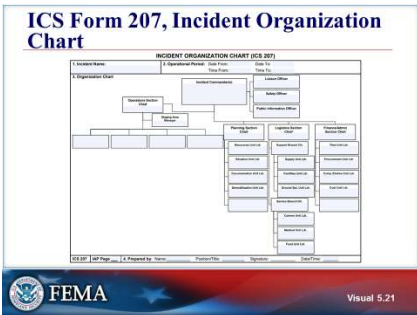 ICS Form 207, Incident Organization
Chart
INCIDENT ORGANIZATION CHART (ICS 207)
1. Incident Name: 2. Operational Period: Date From: Date To:
Time From: Time To:
3. Organization Chart
Liaison Officer
Incident Commander(s)
Safety Officer
Public Information Officer
Operations Section
Chief
Staging Area
Manager
Planning Section
Chief
Logistics Section
Chief
Finance/Admin
Section Chief
Resources Unit Ldr.
Support Branch Dir.
Time Unit Ldr.
Situation Unit Ldr.
Supply Unit Ldr.
Procurement Unit Ldr.
Documentation Unit Ldr.
Facilities Unit Ldr.
Comp./Claims Unit Ldr.
Demobilization Unit Ldr.
Ground Spt. Unit Ldr.
Cost Unit Ldr.
Service Branch Dir.
Comms Unit Ldr.
Medical Unit Ldr.
Food Unit Ldr.
ICS 207 IAP Page ___ 4. Prepared by: Name: Position/Title: Signature: Date/Time:
FEMA
Visual 5.21